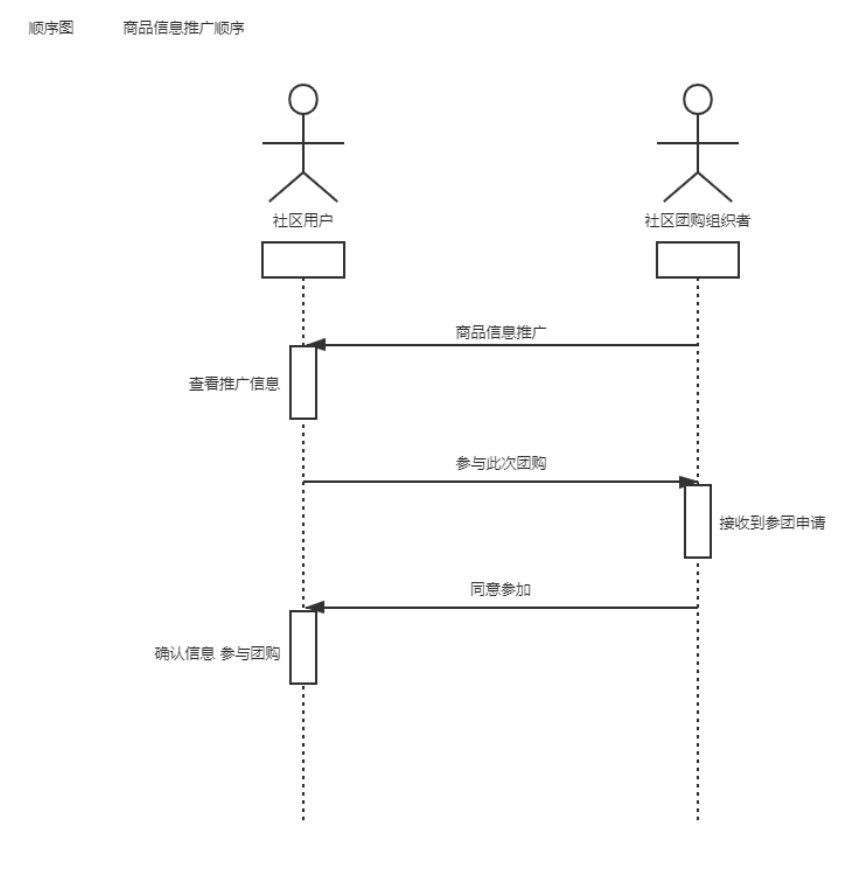 顺序图 商品信息推广顺序
社区用户 社区团购组织者
商品信息推广
查看推广信息
参与此次团购
接收到参团申请
同意参加
确认信息 参与团购